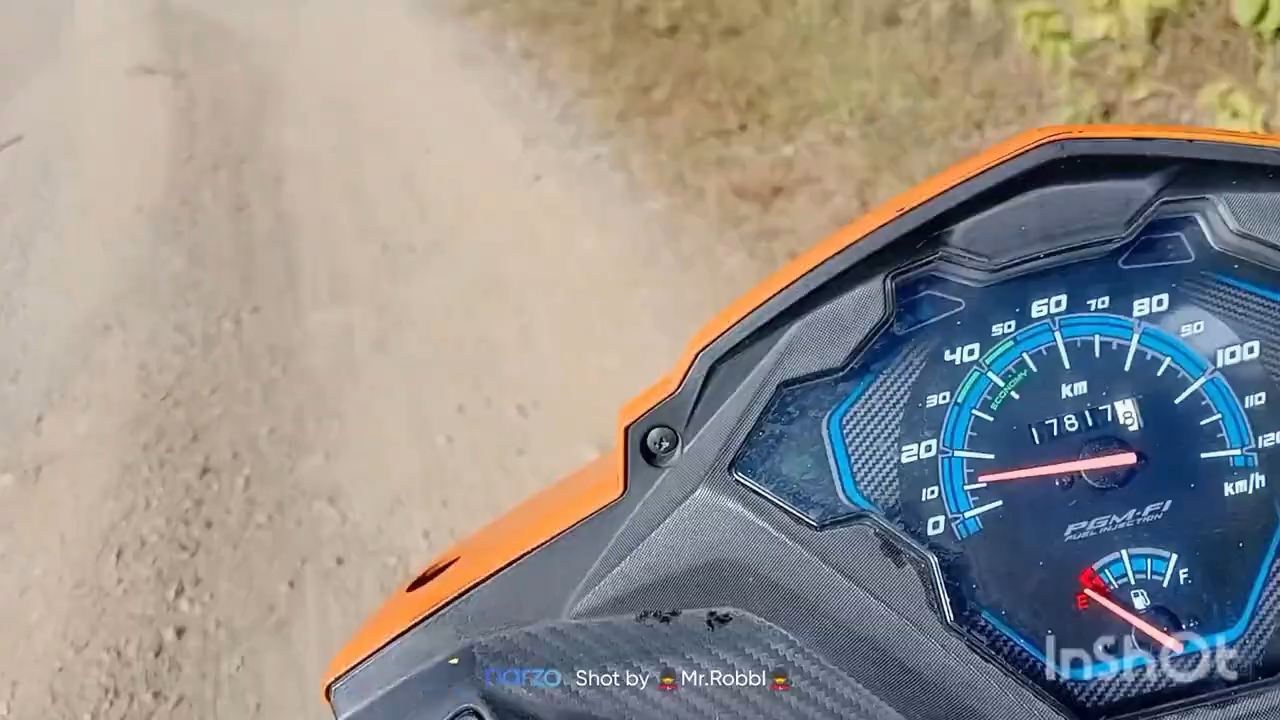 60 70 80
50 90
40 100
30 110
20 120
10
0
ECONOMY
km
178178
km/h
PGM-FI
FUEL INJECTION
E F
InShOt
narzo Shot by Mr.Robbl